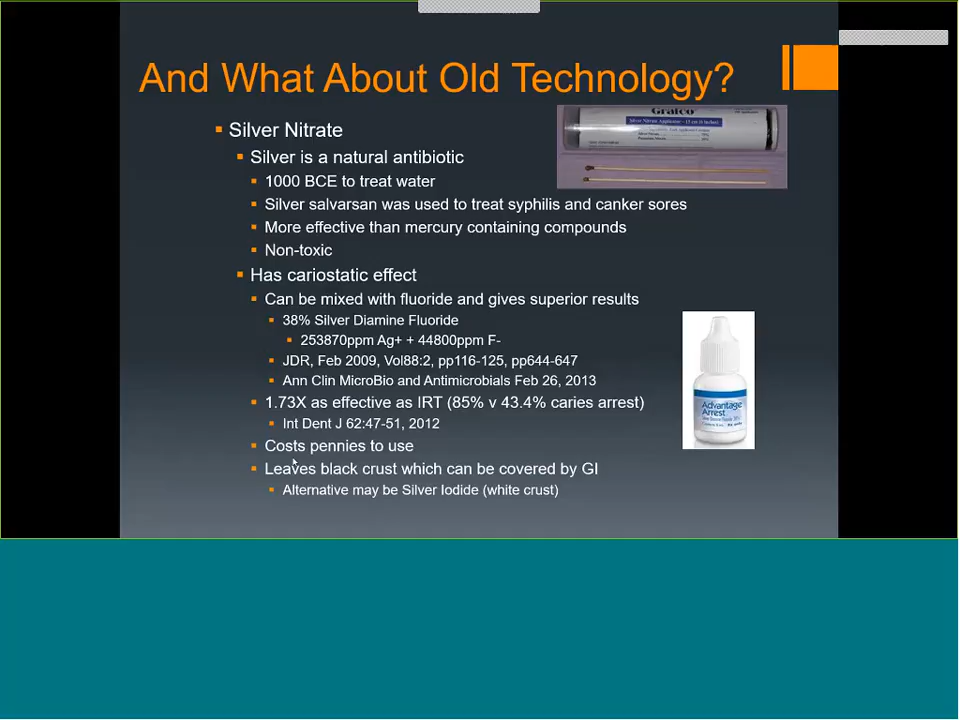 And What About Old Technology?
Grafco
Silver Nitrate
Silver is a natural antibiotic
1000 BCE to treat water
Silver salvarsan was used to treat syphilis and canker sores
More effective than mercury containing compounds
Non-toxic
Has cariostatic effect
Can be mixed with fluoride and gives superior results
38% Silver Diamine Fluoride
253870ppm Ag+ + 44800ppm F-
JDR, Feb 2009, Vol88:2, pp116-125, pp644-647
Ann Clin MicroBio and Antimicrobials Feb 26, 2013
1.73X as effective as IRT (85% v 43.4% caries arrest)
Int Dent J 62:47-51, 2012
Costs pennies to use
Leaves black crust which can be covered by GI
Alternative may be Silver Iodide (white crust)
Advantage
Arrest